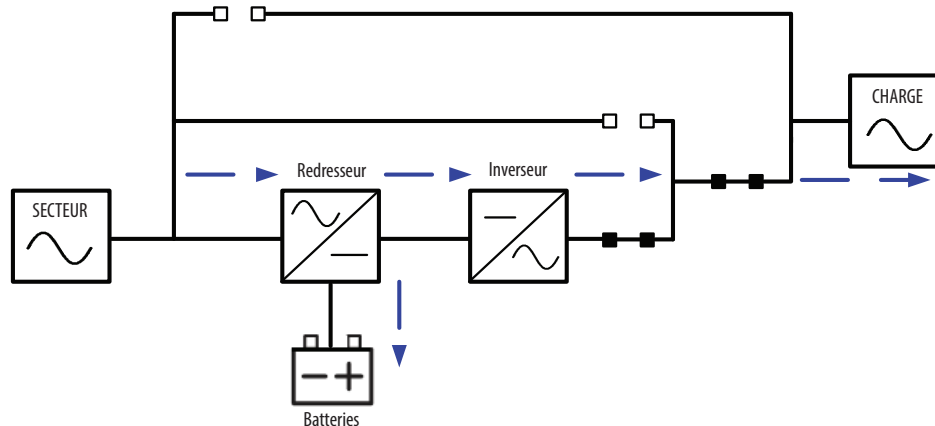 CHARGE
Redresseur
Inverseur
SECTEUR
Batteries